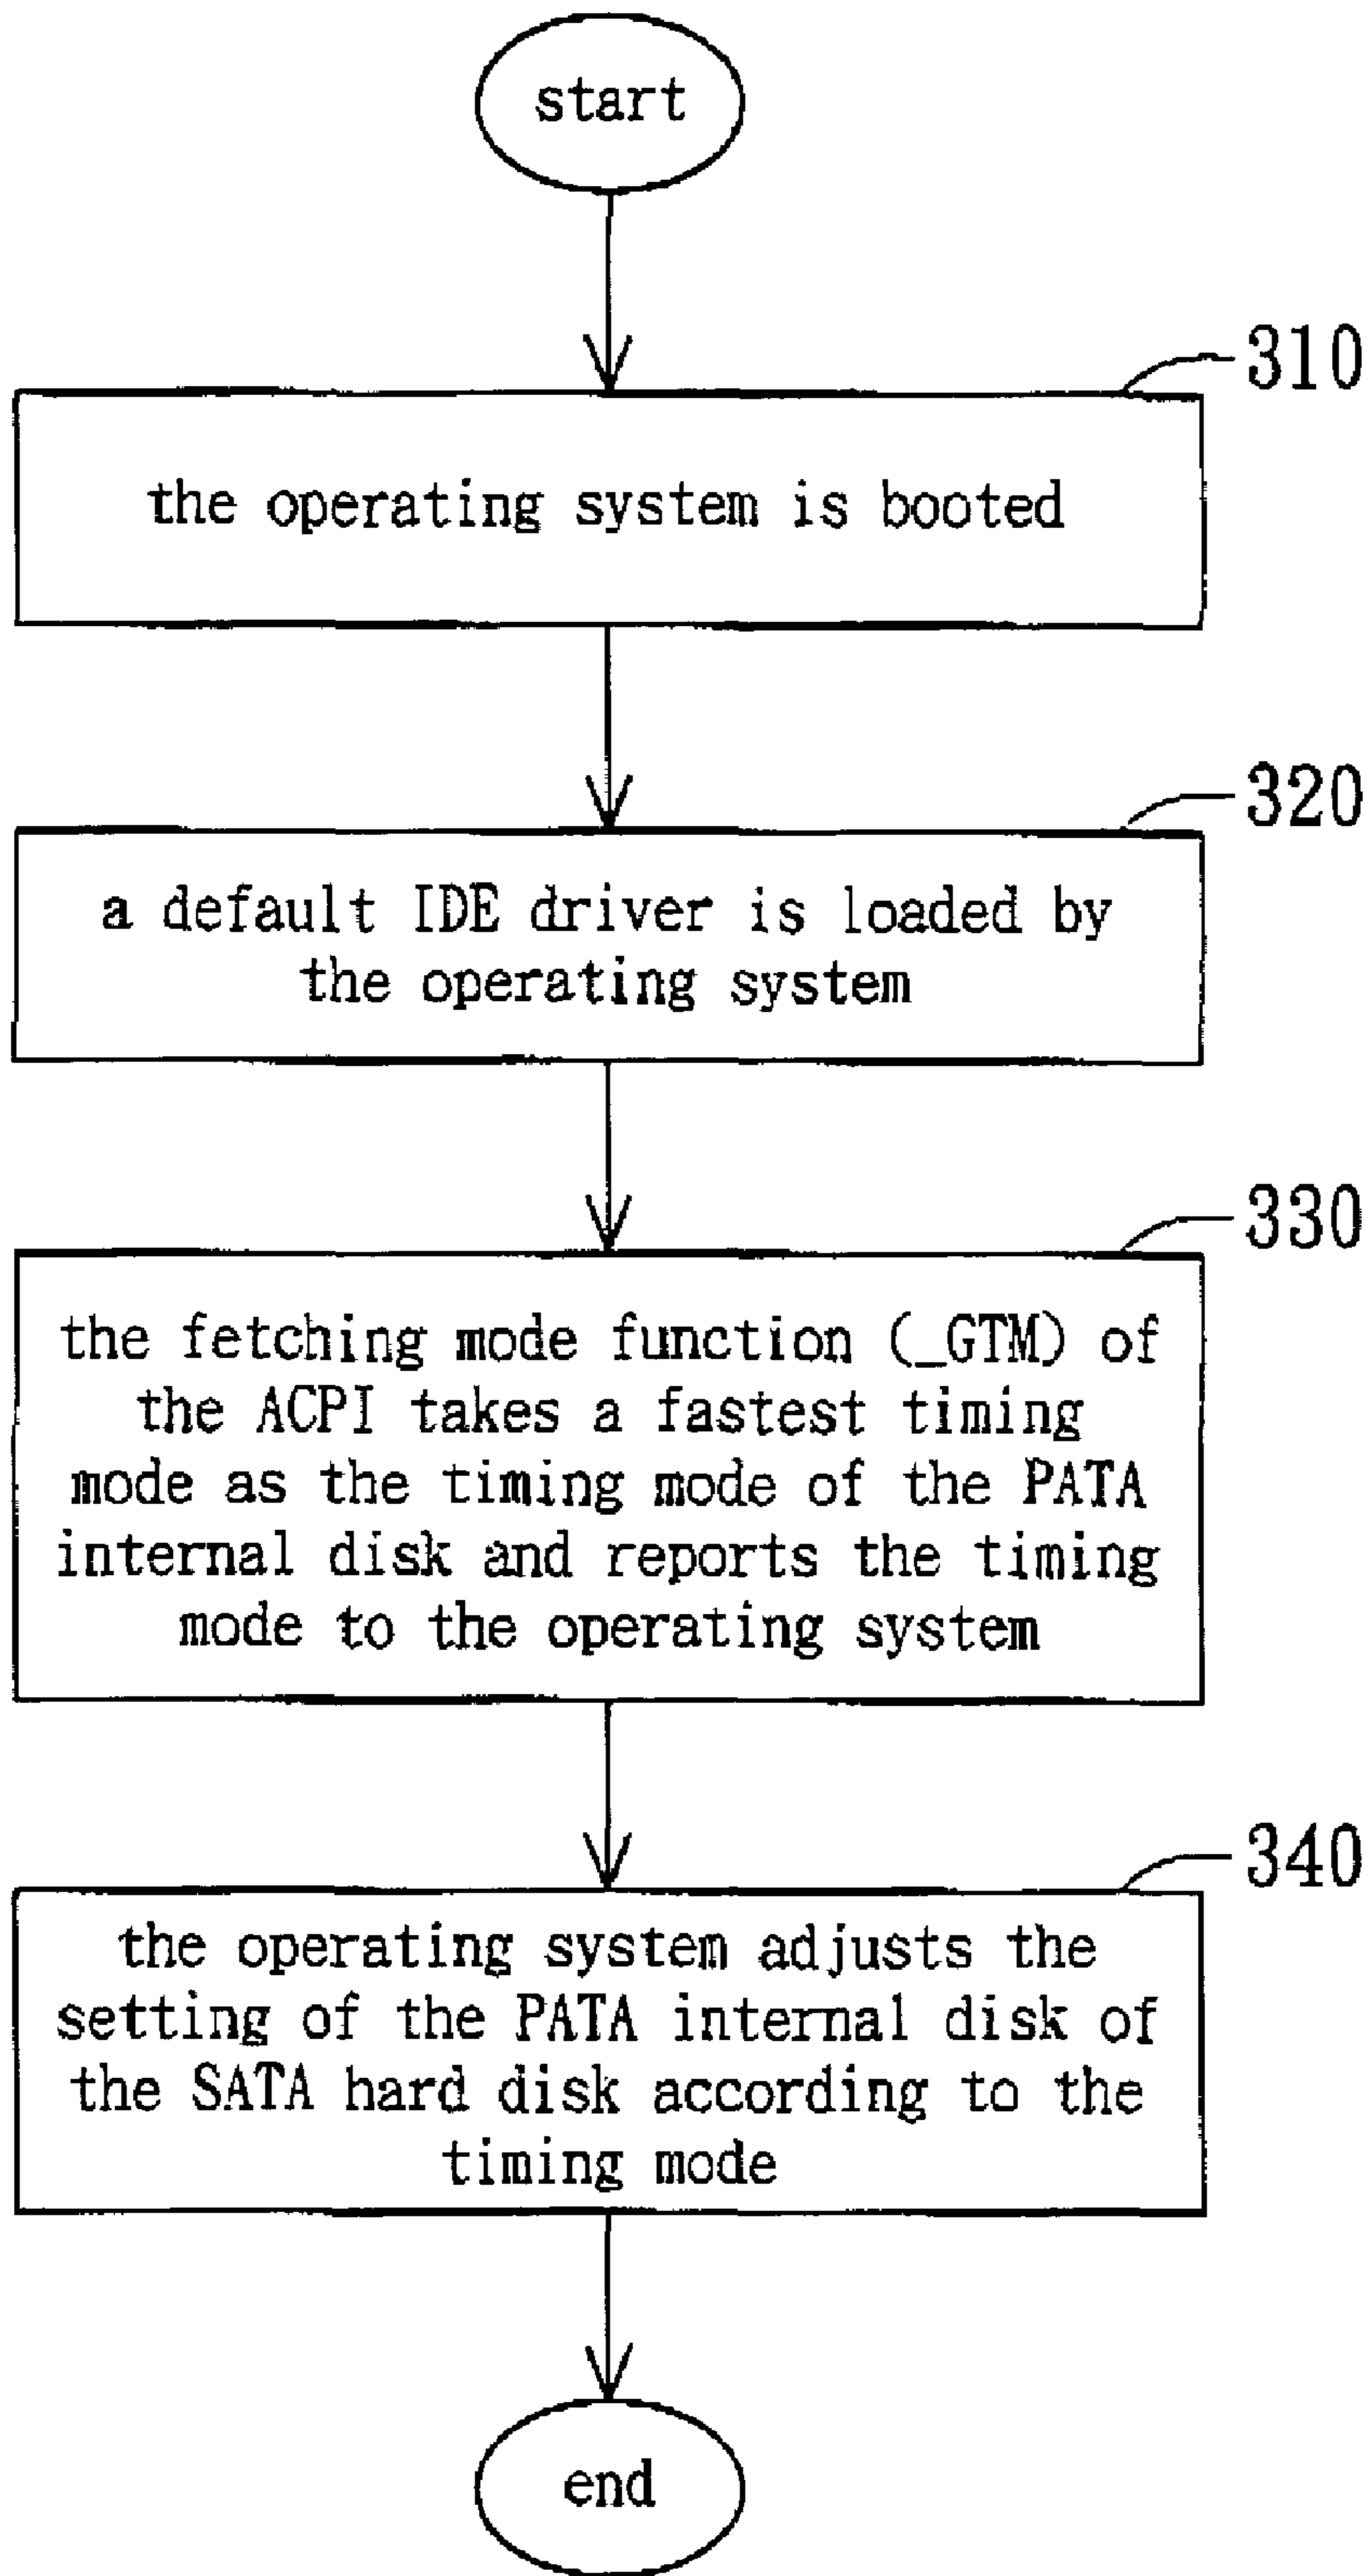 start
310
the operating system is booted
320
a default IDE driver is loaded by
the operating system
330
the fetching mode function (_GTM) of
the ACPI takes a fastest timing
mode as the timing mode of the PATA
internal disk and reports the timing
mode to the operating system
340
the operating system adjusts the
setting of the PATA internal disk of
the SATA hard disk according to the
timing mode
end